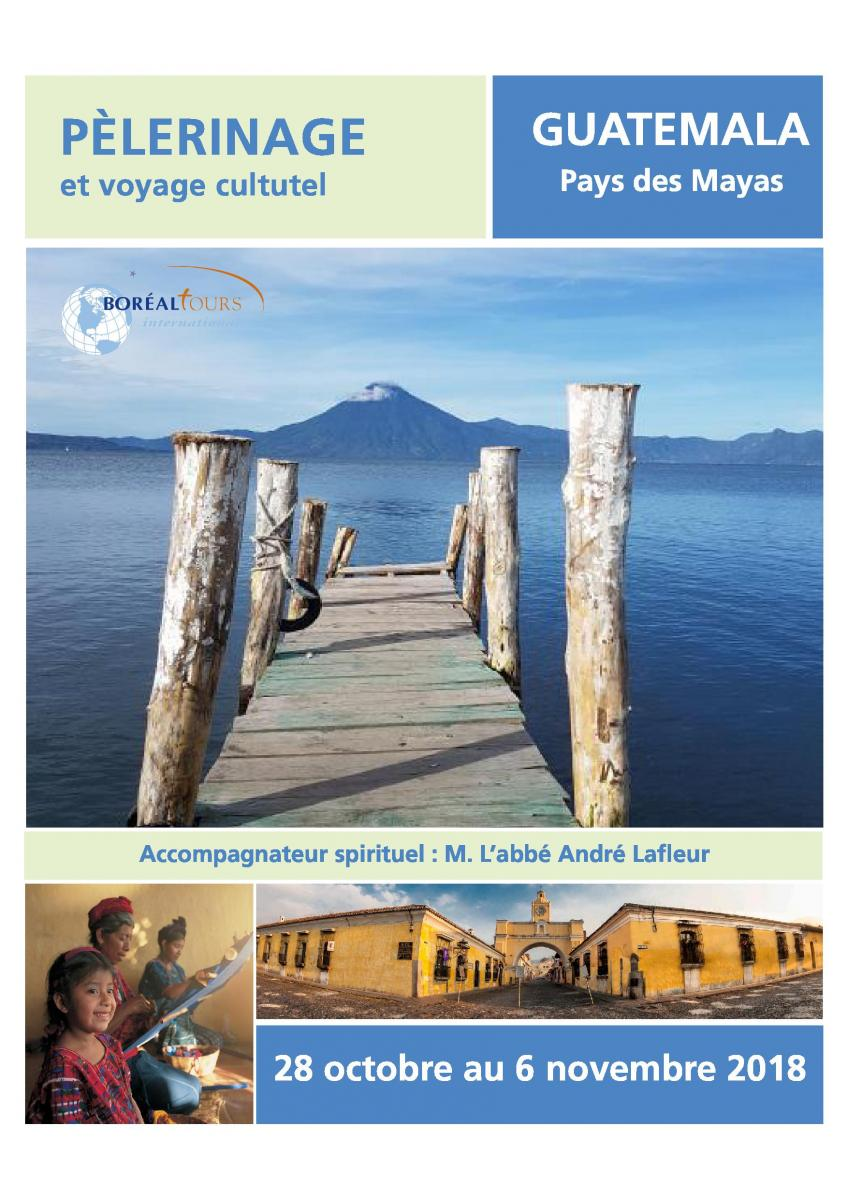 PÈLERINAGE
et voyage cultutel
GUATEMALA
Pays des Mayas
BORÉALTOURS
international
Accompagnateur spirituel : M. L'abbé André Lafleur
28 octobre au 6 novembre 2018